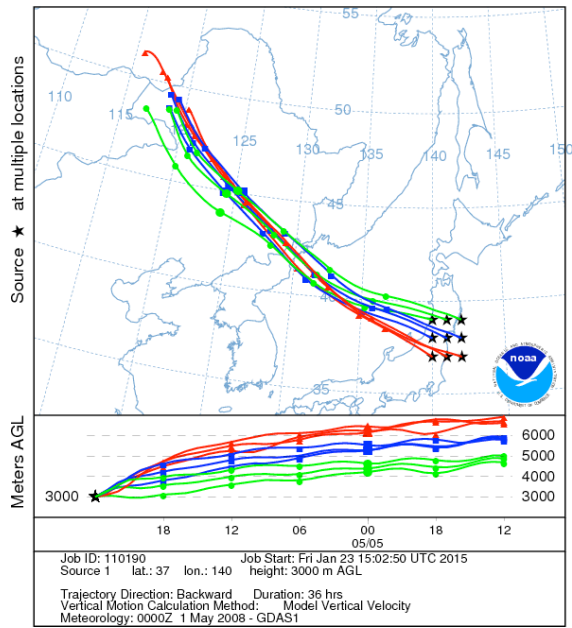 Source ★ at multiple locations
55
110
115
50
125
130
135
140
145
150
45
40
35
noaa
Meters AGL
6000
5000
4000
3000
3000
18 12 06 00 18 12
05/05
Job ID: 110190 Job Start: Fri Jan 23 15:02:50 UTC 2015
Source 1 lat.: 37 lon.: 140 height: 3000 m AGL
Trajectory Direction: Backward Duration: 36 hrs
Vertical Motion Calculation Method: Model Vertical Velocity
Meteorology: 0000Z 1 May 2008 - GDAS1